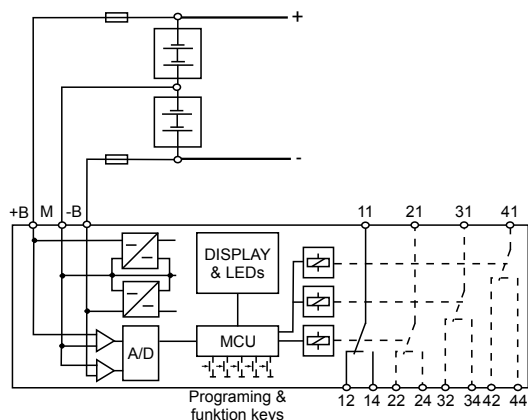 +
-
+B M -B 11 21 31 41
DISPLAY
& LEDs
A/D
MCU
12 14 22 24 32 34 42 44
Programing &
funktion keys